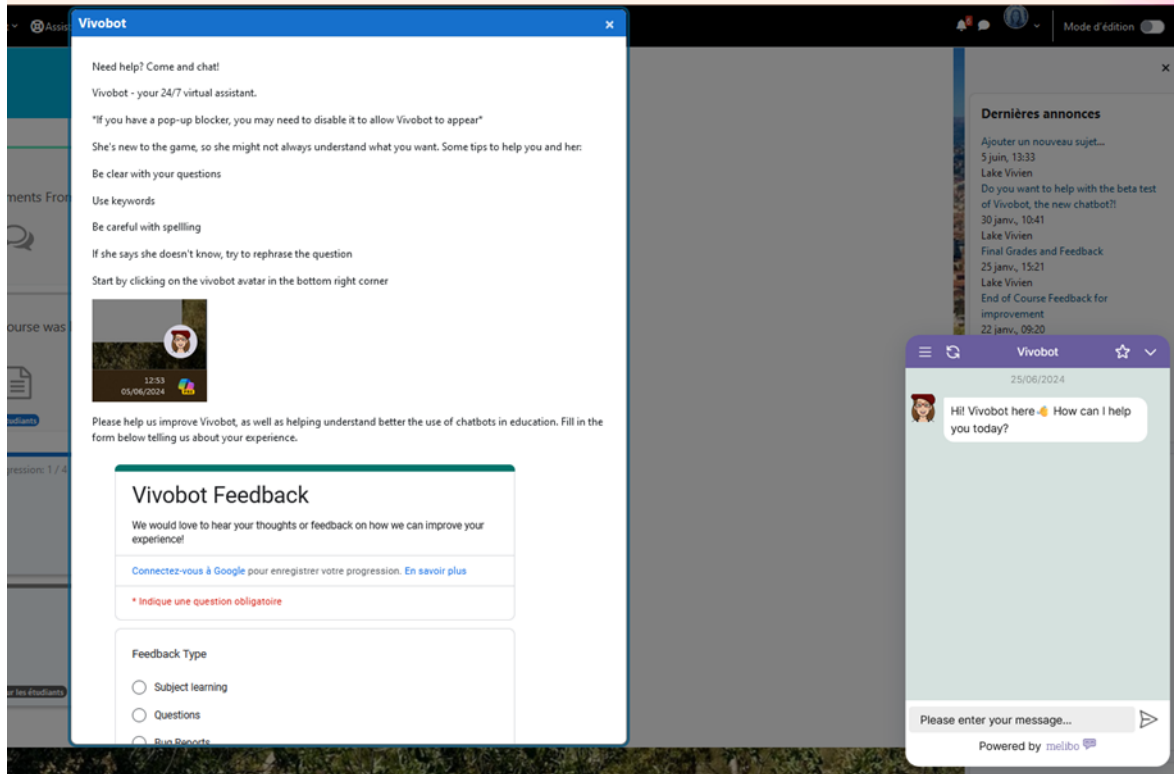 Assis
Mode d'édition
Vivobot
Need help? Come and chat!
Vivobot - your 24/7 virtual assistant.
*If you have a pop-up blocker, you may need to disable it to allow Vivobot to appear*
She's new to the game, so she might not always understand what you want. Some tips to help you and her:
Be clear with your questions
Use keywords
Be careful with spellling
If she says she doesn't know, try to rephrase the question
Start by clicking on the vivobot avatar in the bottom right corner
12:53
05/06/2024
Please help us improve Vivobot, as well as helping understand better the use of chatbots in education. Fill in the
form below telling us about your experience.
Vivobot Feedback
We would love to hear your thoughts or feedback on how we can improve your
experience!
Connectez-vous à Google pour enregistrer votre progression. En savoir plus
* Indique une question obligatoire
Feedback Type
Subject learning
Questions
Bug Reports
ments From
ourse was
tudiants
gression: 1 / 4
ur les étudiants
Dernières annonces
Ajouter un nouveau sujet...
5 juin, 13:33
Lake Vivien
Do you want to help with the beta test
of Vivobot, the new chatbot?!
30 janv., 10:41
Lake Vivien
Final Grades and Feedback
25 janv., 15:21
Lake Vivien
End of Course Feedback for
improvement
22 janv., 09:20
Vivobot
25/06/2024
Hi! Vivobot here How can I help
you today?
Please enter your message...
Powered by melibo